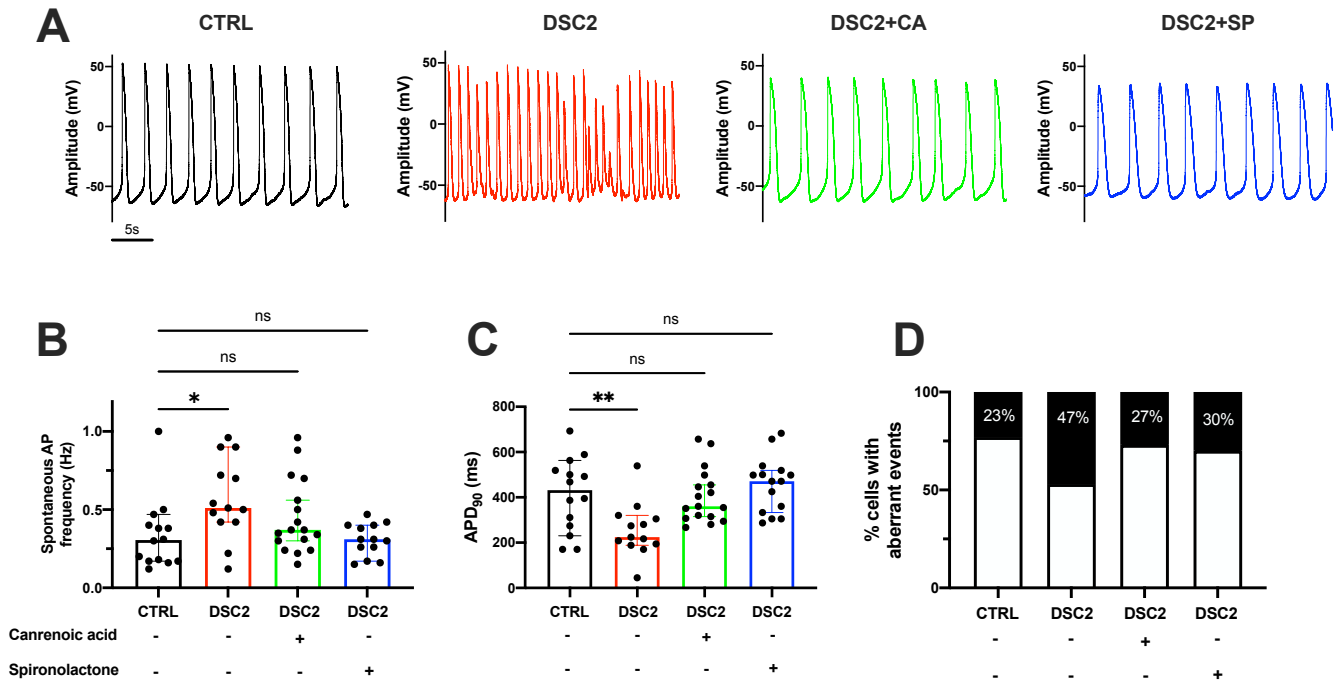 A
CTRL
DSC2
DSC2+CA
DSC2+SP
Amplitude (mV)
50
0
-50
5s
Amplitude (mV)
50
0
-50
Amplitude (mV)
50
0
-50
Amplitude (mV)
50
0
-50
B
ns
ns
*
Spontaneous AP
frequency (Hz)
1.0
0.5
0.0
CTRL DSC2 DSC2 DSC2
Canrenoic acid - - + -
Spironolactone - - - +
C
ns
ns
**
APD90 (ms)
800
600
400
200
0
CTRL DSC2 DSC2 DSC2
- - + -
- - - +
D
% cells with
aberrant events
100
50
0
23% 47% 27% 30%
CTRL DSC2 DSC2 DSC2
- - + -
- - - +